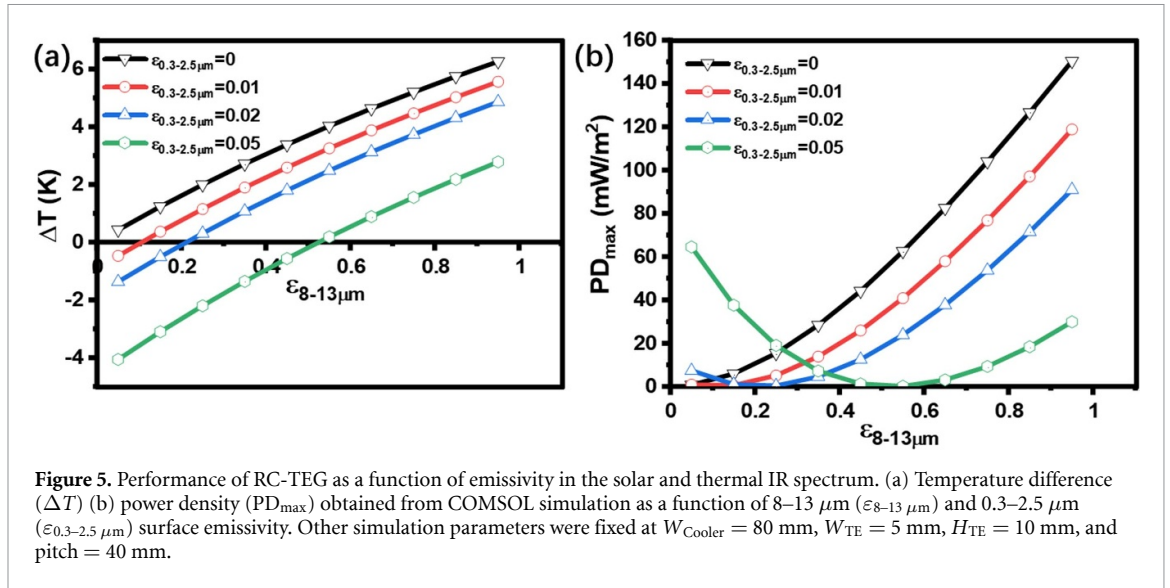 (a)
ε0.3-2.5μm=0
ε0.3-2.5μm=0.01
ε0.3-2.5μm=0.02
ε0.3-2.5μm=0.05
6
4
2
0
-2
-4
ΔT (K)
0 0.2 0.4 0.6 0.8 1
ε8-13μm
(b)
ε0.3-2.5μm=0
ε0.3-2.5μm=0.01
ε0.3-2.5μm=0.02
ε0.3-2.5μm=0.05
160
140
120
100
80
60
40
20
0
PDmax (mW/m²)
0 0.2 0.4 0.6 0.8 1
ε8-13μm
Figure 5. Performance of RC-TEG as a function of emissivity in the solar and thermal IR spectrum. (a) Temperature difference
(ΔT) (b) power density (PDmax) obtained from COMSOL simulation as a function of 8–13 μm (ε8–13 μm) and 0.3–2.5 μm
(ε0.3–2.5 μm) surface emissivity. Other simulation parameters were fixed at WCooler = 80 mm, WTE = 5 mm, HTE = 10 mm, and
pitch = 40 mm.